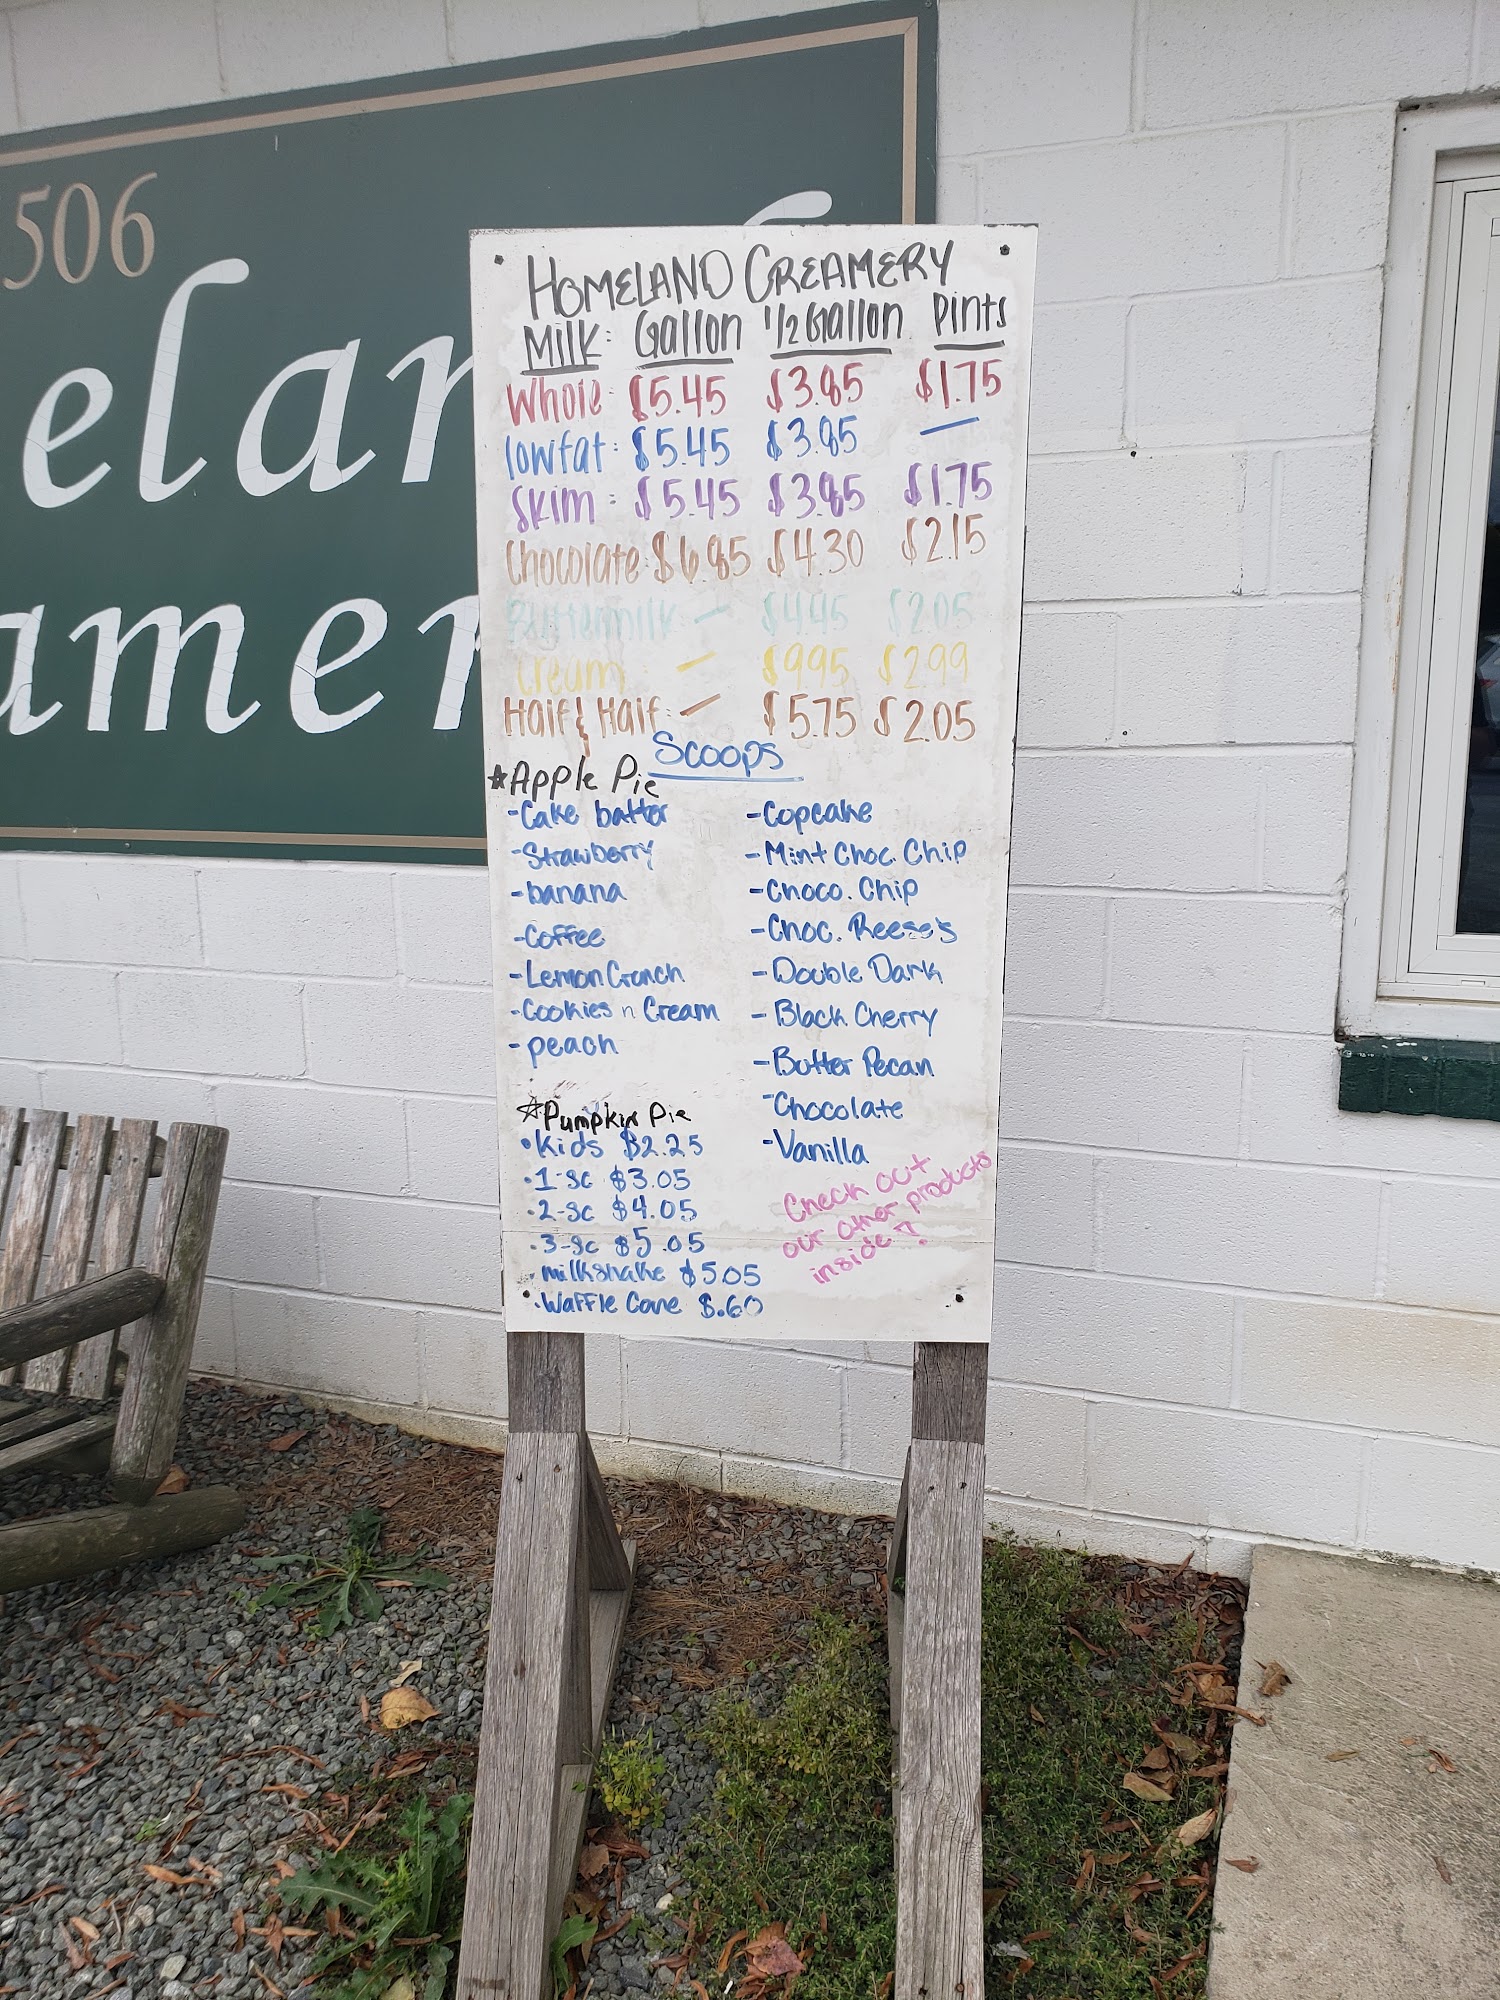 506
elan
amer
HOMELAND CREAMERY
Milk: Gallon 1/2 Gallon Pints
Whole: $5.45 $3.85 $1.75
lowfat: $5.45 $3.85 —
Skim: $5.45 $3.85 $1.75
Chocolate: $6.85 $4.30 $2.15
Buttermilk — $4.45 $2.05
Cream: — $9.95 $2.99
Half & Half: — $5.75 $2.05
Scoops
☆Apple Pie
-Cake batter
-Strawberry
-banana
-Coffee
-Lemon Crunch
-Cookies n Cream
-peach
☆Pumpkin Pie
-Cupcake
-Mint Choc. Chip
-Choco. Chip
-Choc. Reese's
-Double Dark
-Black Cherry
-Butter Pecan
-Chocolate
-Vanilla
•Kids $2.25
•1-sc $3.05
•2-sc $4.05
•3-sc $5.05
•milkshake $5.05
•Waffle Cone $.60
Check out
our other products
inside!